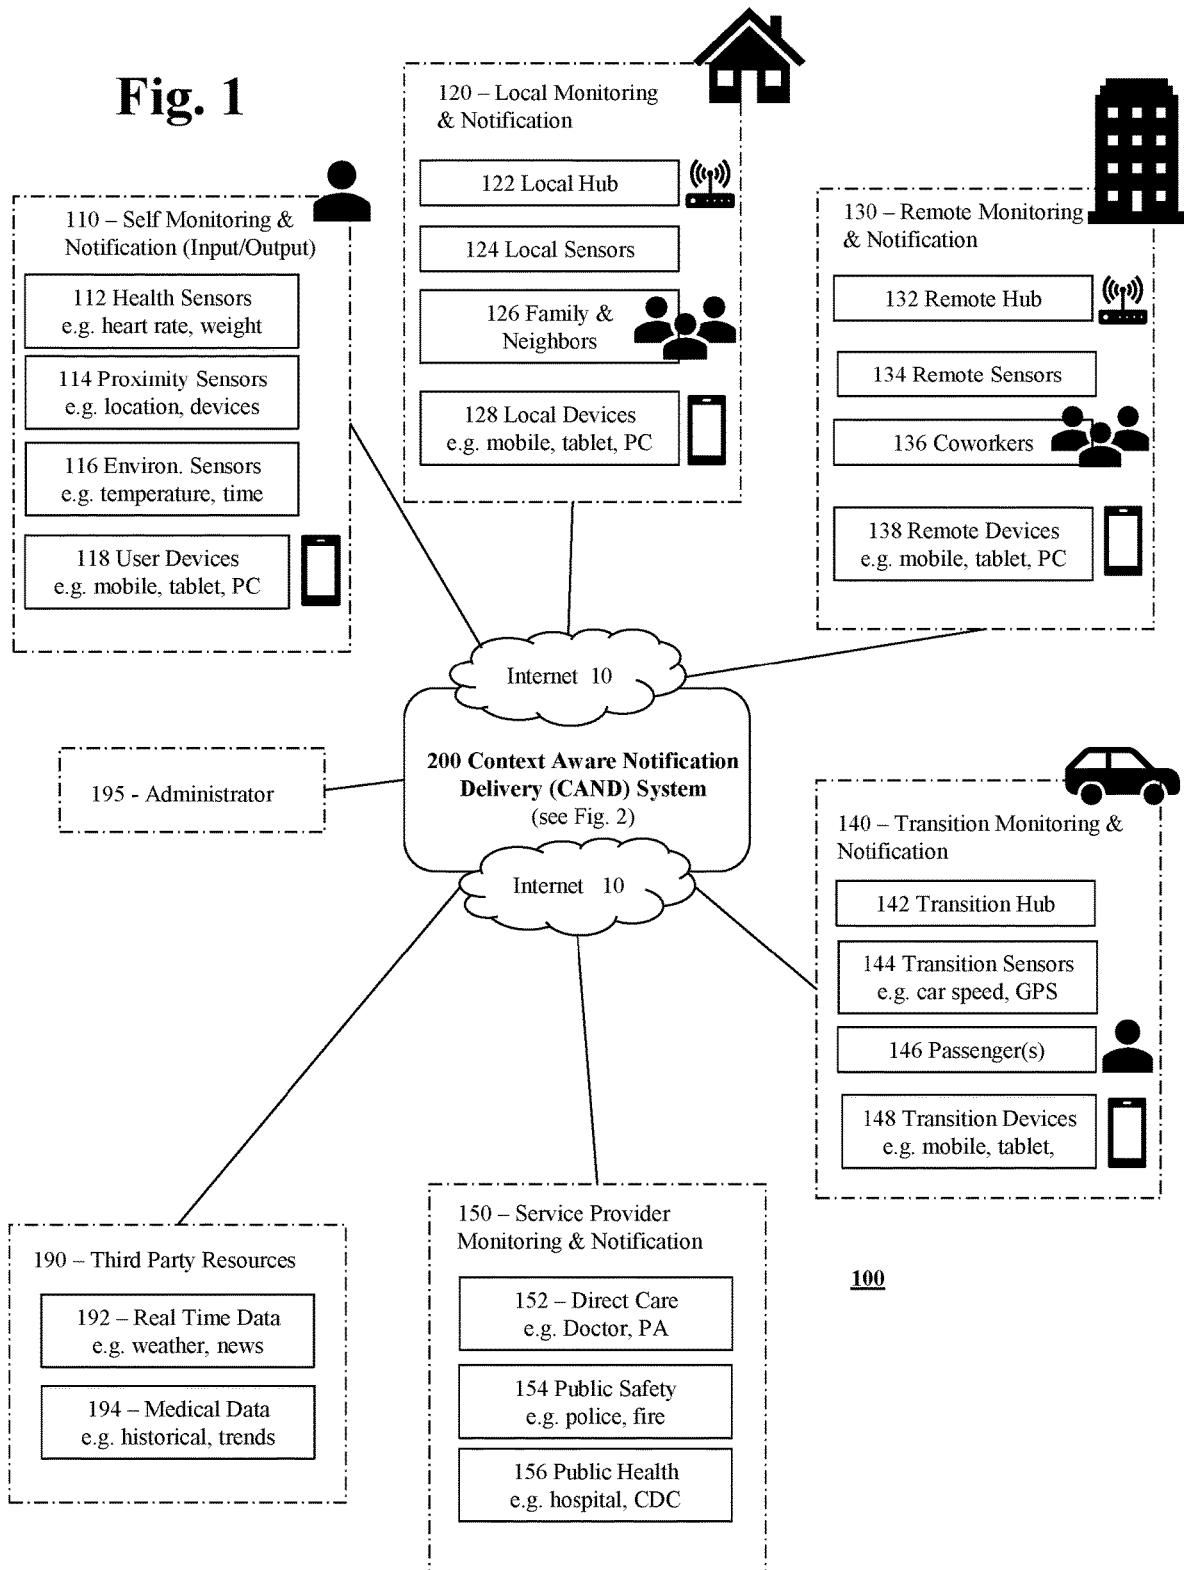 Fig. 1
110 – Self Monitoring &
Notification (Input/Output)
112 Health Sensors
e.g. heart rate, weight
114 Proximity Sensors
e.g. location, devices
116 Environ. Sensors
e.g. temperature, time
118 User Devices
e.g. mobile, tablet, PC
120 – Local Monitoring
& Notification
122 Local Hub
124 Local Sensors
126 Family &
Neighbors
128 Local Devices
e.g. mobile, tablet, PC
130 – Remote Monitoring
& Notification
132 Remote Hub
134 Remote Sensors
136 Coworkers
138 Remote Devices
e.g. mobile, tablet, PC
Internet 10
200 Context Aware Notification
Delivery (CAND) System
(see Fig. 2)
Internet 10
195 - Administrator
140 – Transition Monitoring &
Notification
142 Transition Hub
144 Transition Sensors
e.g. car speed, GPS
146 Passenger(s)
148 Transition Devices
e.g. mobile, tablet,
190 – Third Party Resources
192 – Real Time Data
e.g. weather, news
194 – Medical Data
e.g. historical, trends
150 – Service Provider
Monitoring & Notification
152 – Direct Care
e.g. Doctor, PA
154 Public Safety
e.g. police, fire
156 Public Health
e.g. hospital, CDC
100